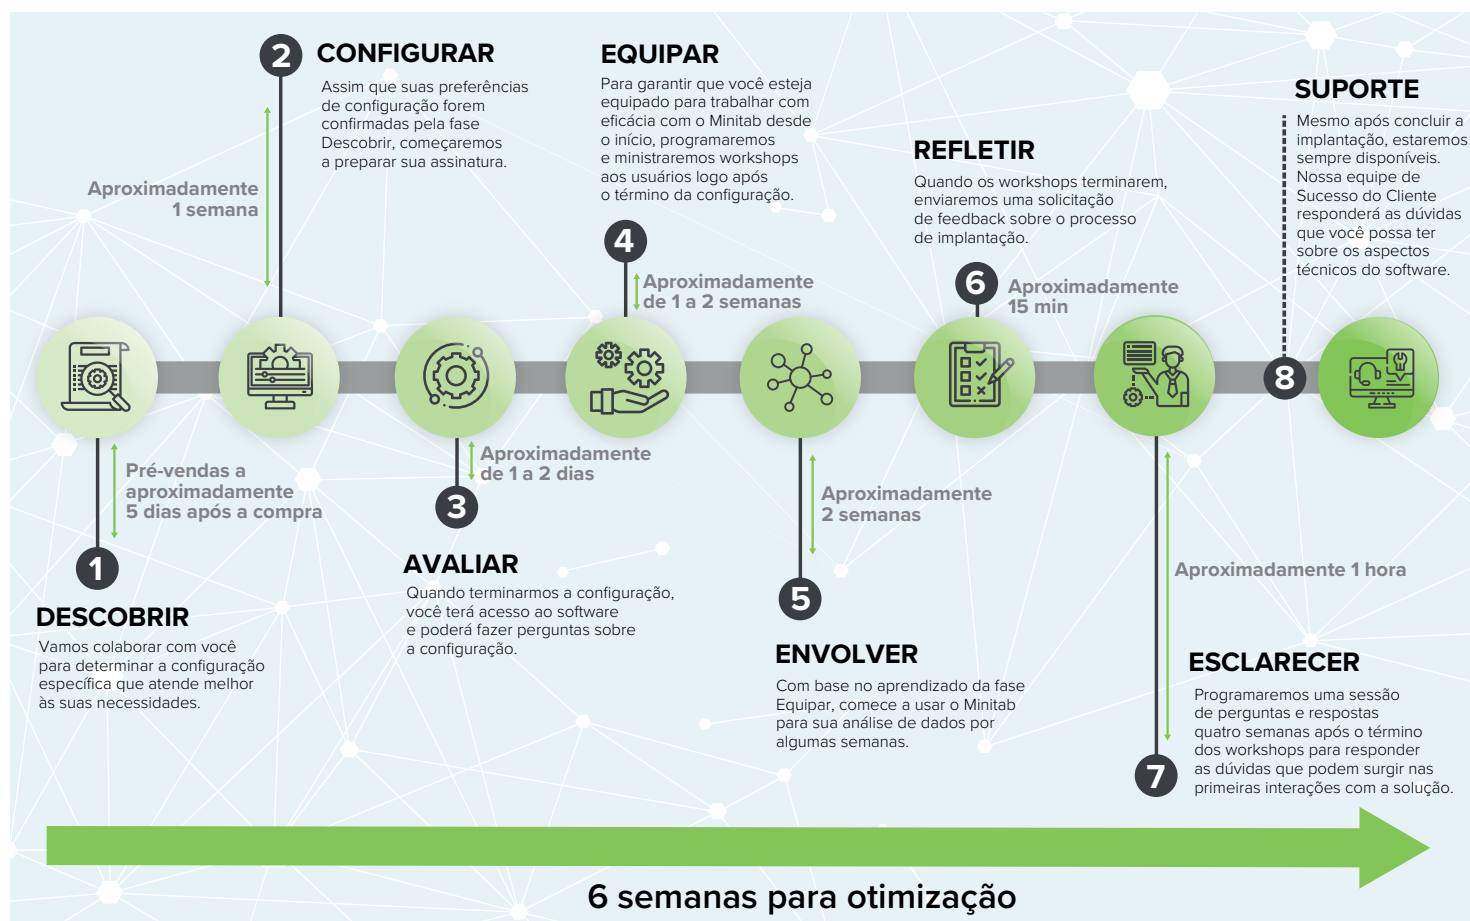 2
CONFIGURAR
Assim que suas preferências
de configuração forem
confirmadas pela fase
Descobrir, começaremos
a preparar sua assinatura.
Aproximadamente
1 semana
EQUIPAR
Para garantir que você esteja
equipado para trabalhar com
eficácia com o Minitab desde
o início, programaremos
e ministraremos workshops
aos usuários logo após
o término da configuração.
4
Aproximadamente
de 1 a 2 semanas
REFLETIR
Quando os workshops terminarem,
enviaremos uma solicitação
de feedback sobre o processo
de implantação.
6
Aproximadamente
15 min
SUPORTE
Mesmo após concluir a
implantação, estaremos
sempre disponíveis.
Nossa equipe de
Sucesso do Cliente
responderá as dúvidas
que você possa ter
sobre os aspectos
técnicos do software.
8
Pré-vendas a
aproximadamente
5 dias após a compra
1
DESCOBRIR
Vamos colaborar com você
para determinar a configuração
específica que atende melhor
às suas necessidades.
Aproximadamente
de 1 a 2 dias
3
AVALIAR
Quando terminarmos a configuração,
você terá acesso ao software
e poderá fazer perguntas sobre
a configuração.
Aproximadamente
2 semanas
5
ENVOLVER
Com base no aprendizado da fase
Equipar, comece a usar o Minitab
para sua análise de dados por
algumas semanas.
Aproximadamente 1 hora
7
ESCLARECER
Programaremos uma sessão
de perguntas e respostas
quatro semanas após o término
dos workshops para responder
as dúvidas que podem surgir nas
primeiras interações com a solução.
6 semanas para otimização